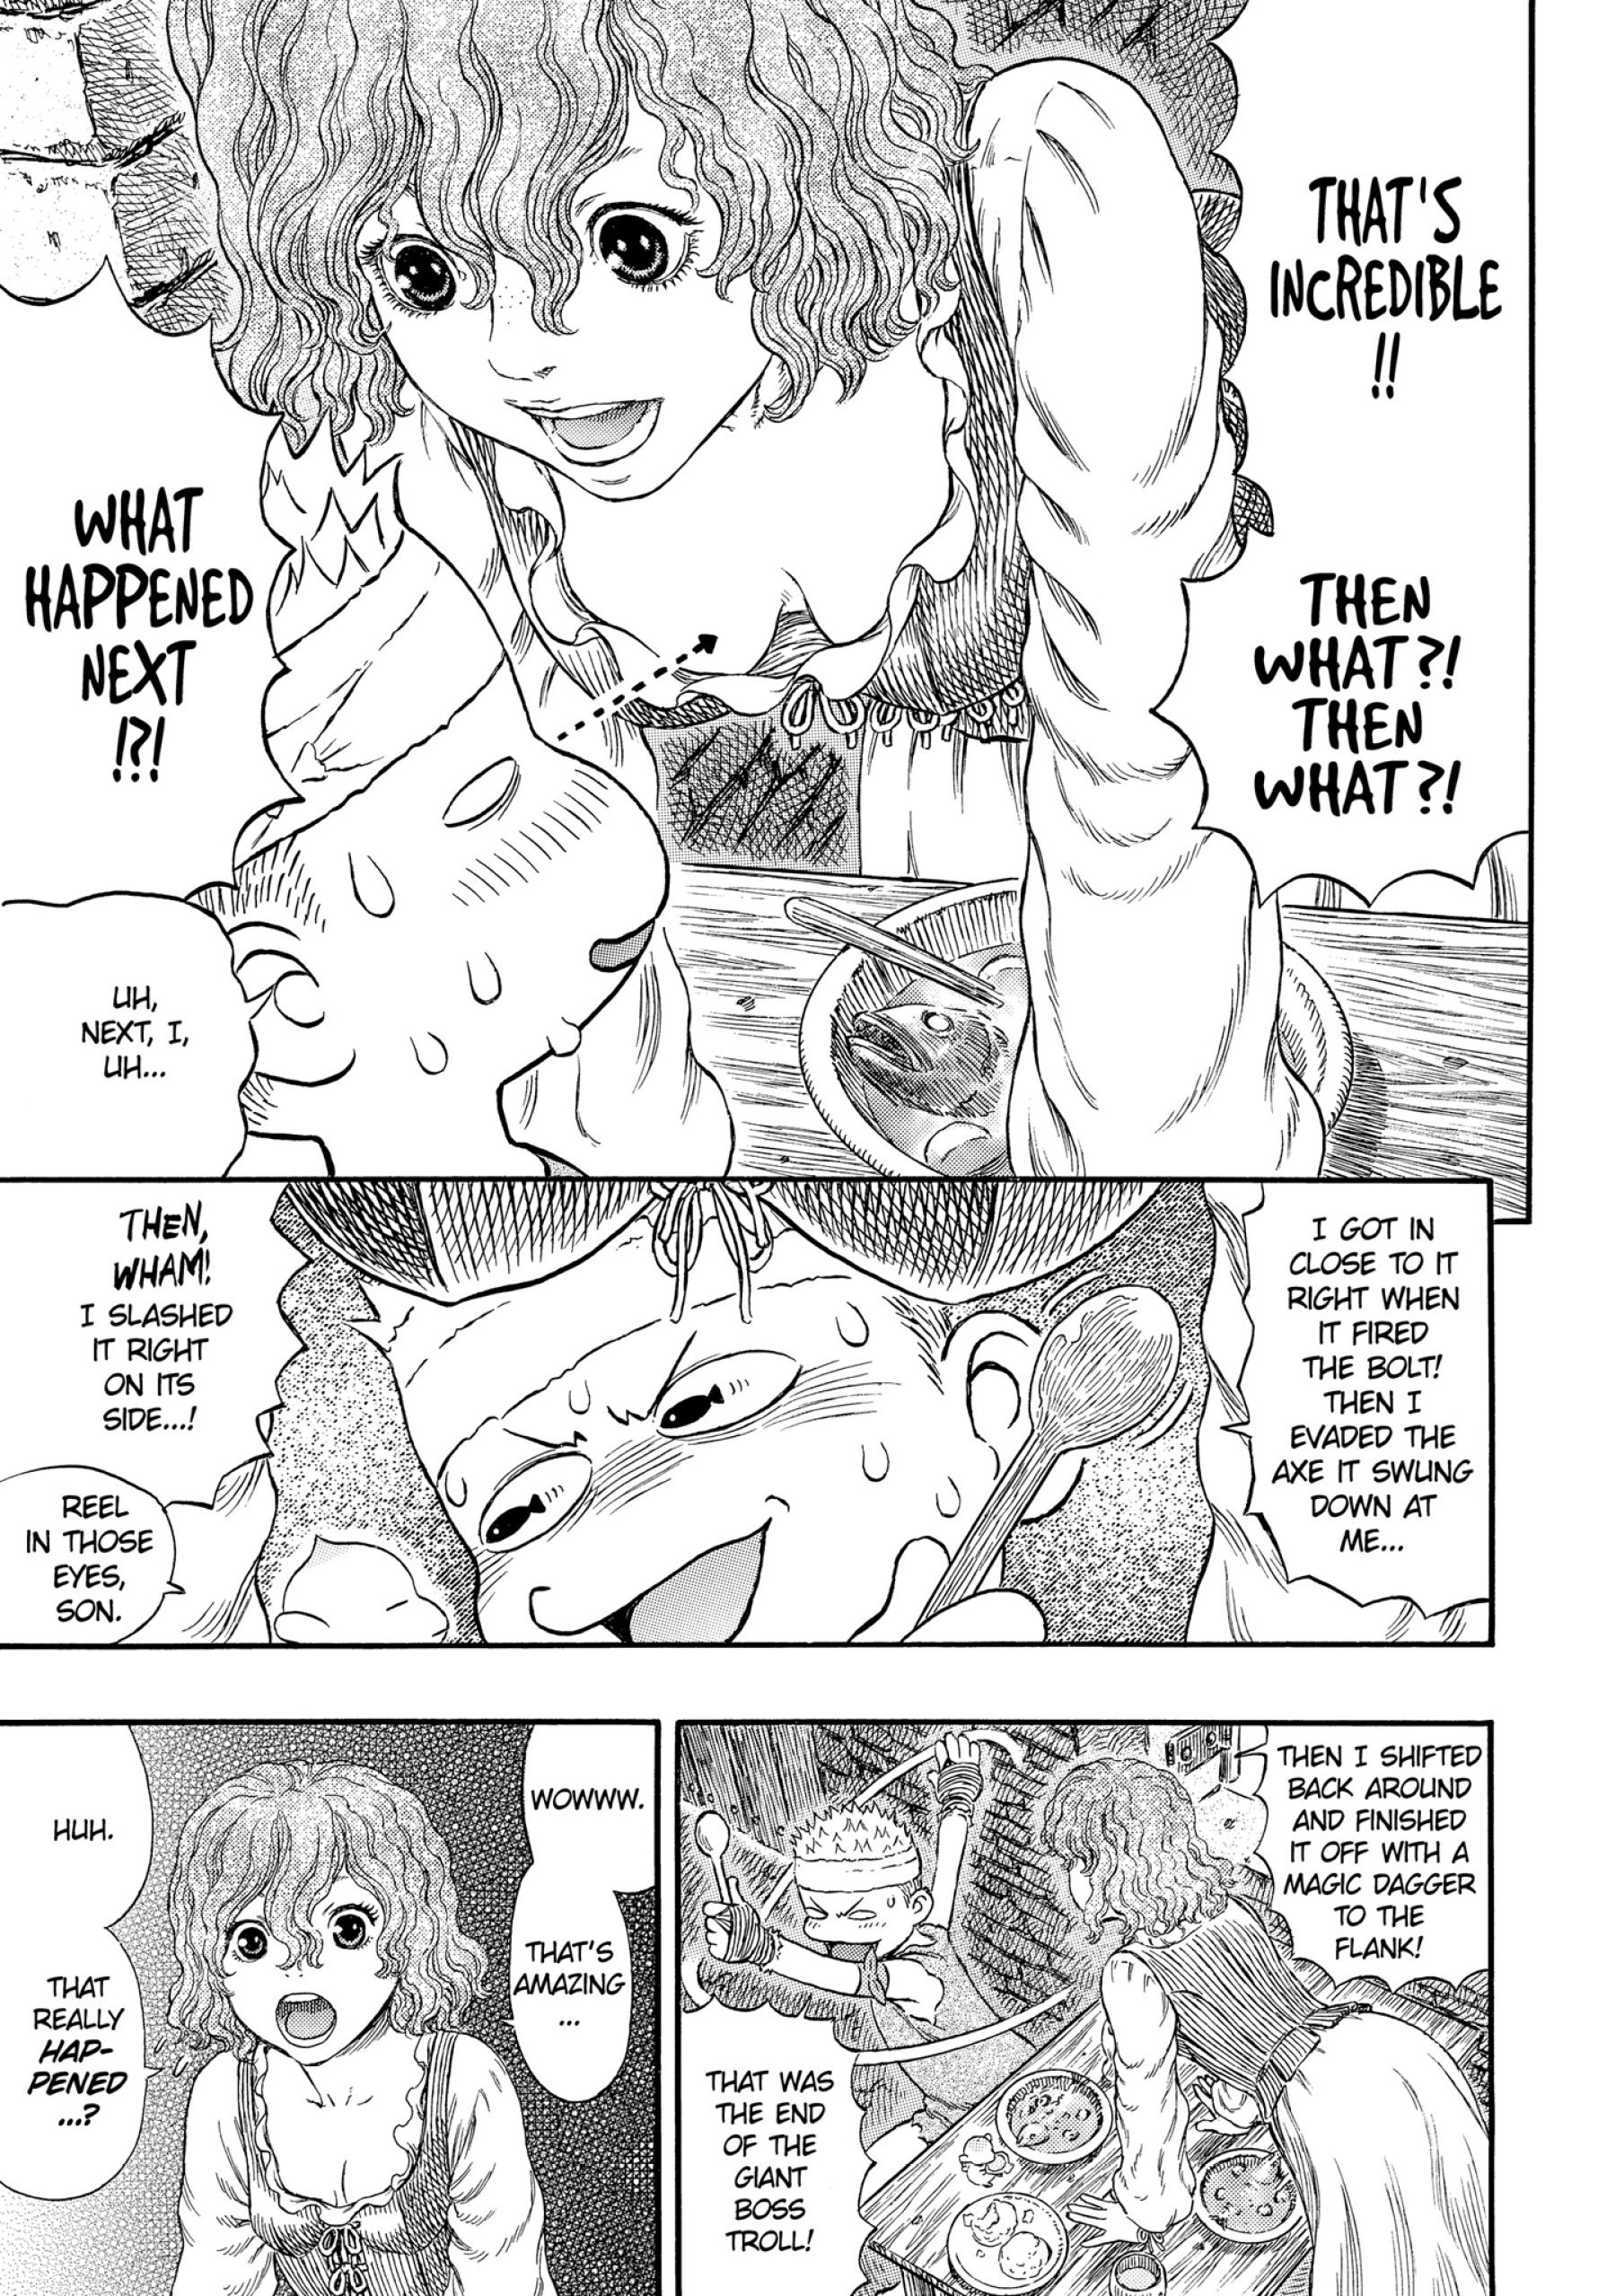 THAT'S
INCREDIBLE
!!
THEN
WHAT?!
THEN
WHAT?!
WHAT
HAPPENED
NEXT
!?!
UH,
NEXT, I,
UH...
I GOT IN
CLOSE TO IT
RIGHT WHEN
IT FIRED
THE BOLT!
THEN I
EVADED THE
AXE IT SWUNG
DOWN AT
ME...
THEN,
WHAM!
I SLASHED
IT RIGHT
ON ITS
SIDE...!
REEL
IN THOSE
EYES,
SON.
THEN I SHIFTED
BACK AROUND
AND FINISHED
IT OFF WITH A
MAGIC DAGGER
TO THE
FLANK!
THAT WAS
THE END
OF THE
GIANT
BOSS
TROLL!
WOWWW.
THAT'S
AMAZING
...
HUH.
THAT
REALLY
HAP-
PENED
...?